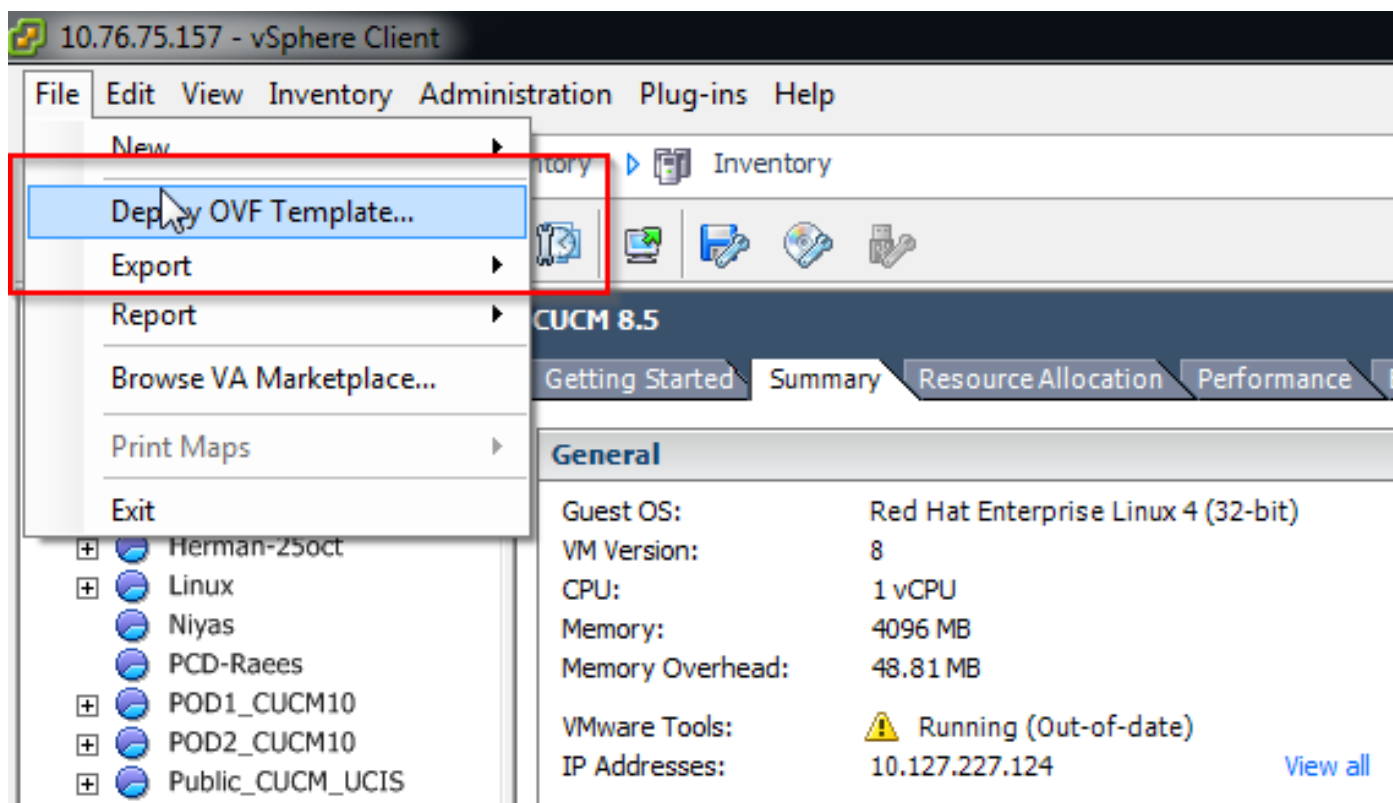 10.76.75.157 - vSphere Client
File Edit View Inventory Administration Plug-ins Help
New
Inventory
Deploy OVF Template...
Export
Report
CUCM 8.5
Browse VA Marketplace...
Getting Started Summary Resource Allocation Performance
Print Maps
General
Exit
Guest OS: Red Hat Enterprise Linux 4 (32-bit)
Herman-25oct
VM Version: 8
Linux
CPU: 1 vCPU
Niyas
Memory: 4096 MB
PCD-Raees
Memory Overhead: 48.81 MB
POD1_CUCM10
VMware Tools: Running (Out-of-date)
POD2_CUCM10
IP Addresses: 10.127.227.124 View all
Public_CUCM_UCIS